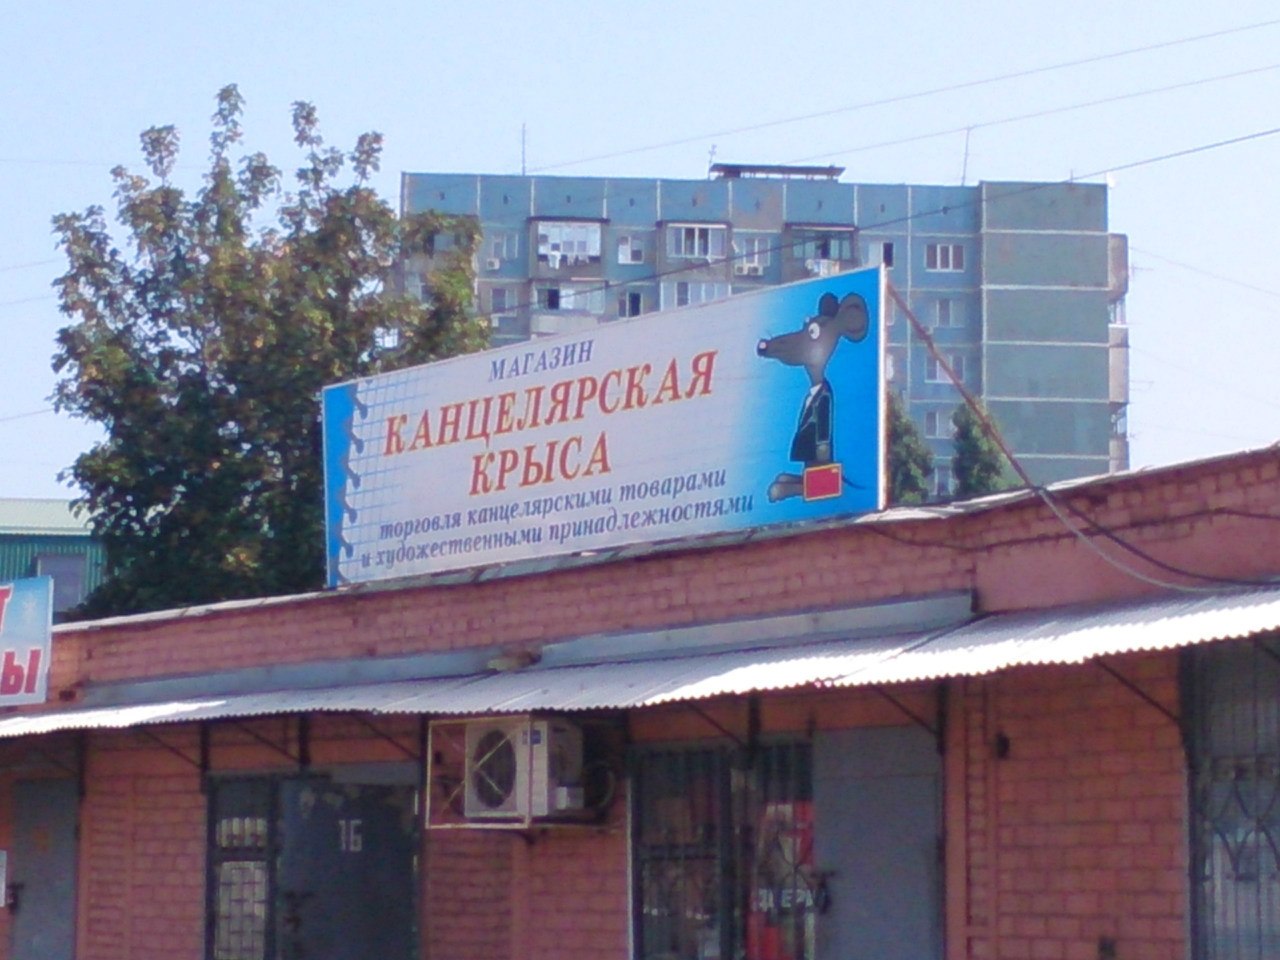 МАГАЗИН
КАНЦЕЛЯРСКАЯ
КРЫСА
торговля канцелярскими товарами
и художественными принадлежностями
Ы
16